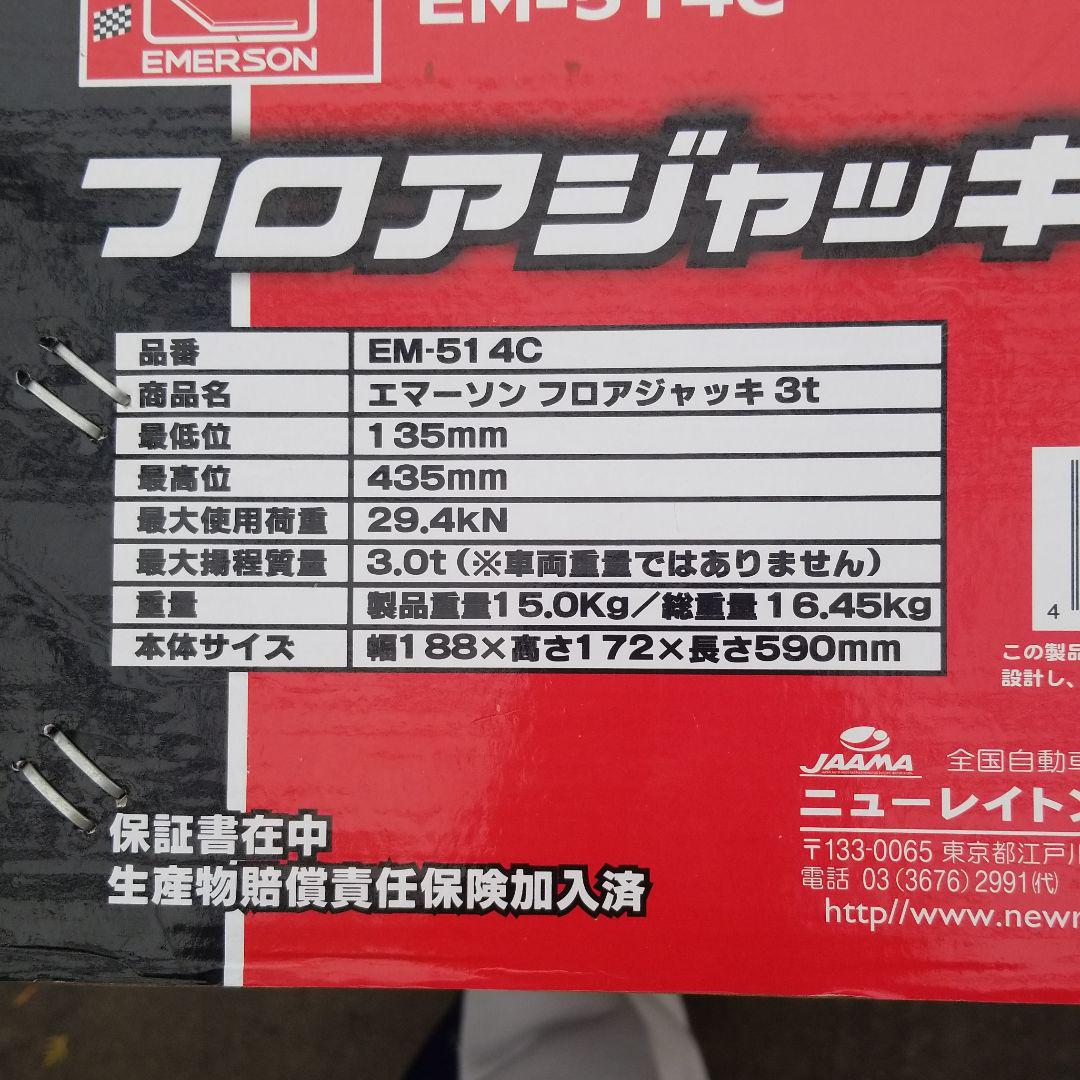 EM-514C
EMERSON
フロアジャッキ
品番 EM-514C
商品名 エマーソン フロアジャッキ 3t
最低位 135mm
最高位 435mm
最大使用荷重 29.4kN
最大揚程質量 3.0t(※車両重量ではありません)
重量 製品重量15.0Kg/総重量16.45kg
本体サイズ 幅188×高さ172×長さ590mm
4
この製品
設計し、
JAAMA 全国自動車
ニューレイトン
〒133-0065 東京都江戸川
電話 03(3676)2991(代)
http//www.newr
保証書在中
生産物賠償責任保険加入済